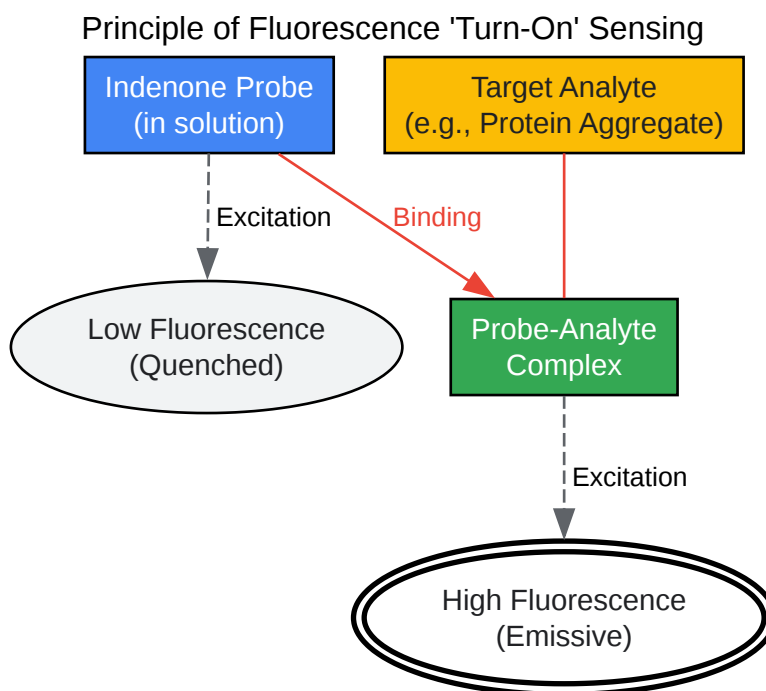 Principle of Fluorescence 'Turn-On' Sensing
Indenone Probe
(in solution)
Target Analyte
(e.g., Protein Aggregate)
Excitation
Binding
Low Fluorescence
(Quenched)
Probe-Analyte
Complex
Excitation
High Fluorescence
(Emissive)